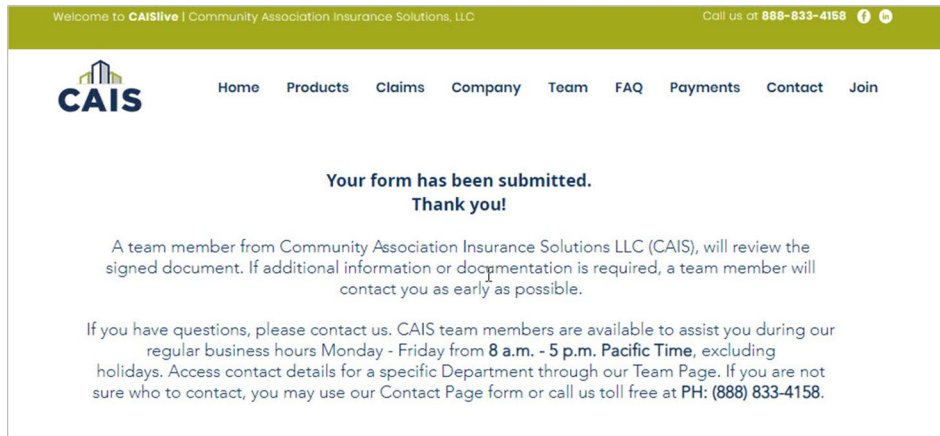 Welcome to CAISlive | Community Association Insurance Solutions, LLC
Call us at 888-833-4158
CAIS
Home Products Claims Company Team FAQ Payments Contact Join
Your form has been submitted.
Thank you!
A team member from Community Association Insurance Solutions LLC (CAIS), will review the
signed document. If additional information or documentation is required, a team member will
contact you as early as possible.
If you have questions, please contact us. CAIS team members are available to assist you during our
regular business hours Monday - Friday from 8 a.m. - 5 p.m. Pacific Time, excluding
holidays. Access contact details for a specific Department through our Team Page. If you are not
sure who to contact, you may use our Contact Page form or call us toll free at PH: (888) 833-4158.